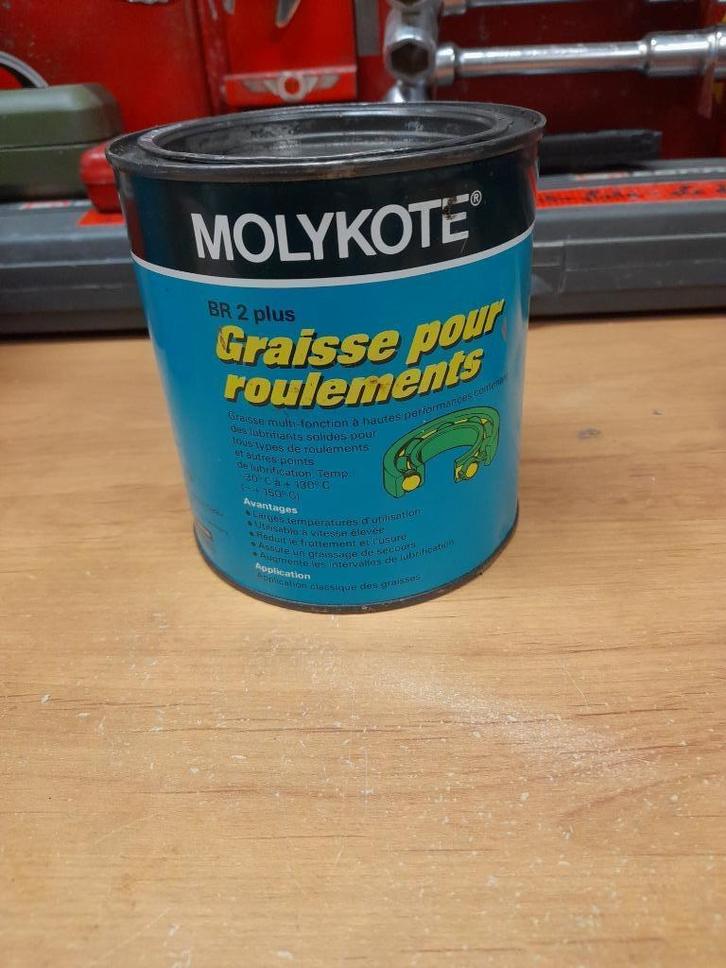 MOLYKOTE®
BR 2 plus
Graisse pour
roulements
Graisse multi-fonction à hautes performances contenant
des lubrifiants solides pour
tous types de roulements
et autres points
de lubrification. Temp.:
-30°C à + 130°C
(→ + 150°C)
Avantages
• Larges températures d'utilisation
• Utilisable à vitesse élevée
• Réduit le frottement et l'usure
• Assure un graissage de secours
• Augmente les intervalles de lubrification
Application
Application classique des graisses